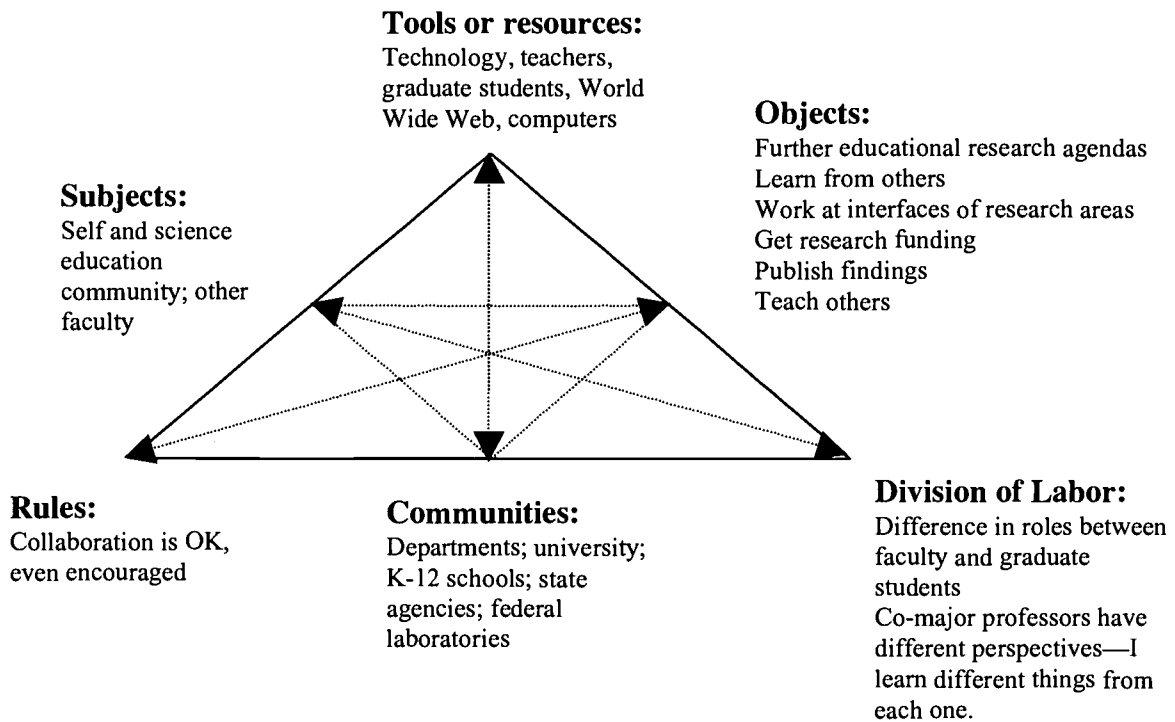 Tools or resources:
Technology, teachers,
graduate students, World
Wide Web, computers
Objects:
Further educational research agendas
Learn from others
Work at interfaces of research areas
Get research funding
Publish findings
Teach others
Subjects:
Self and science
education
community; other
faculty
Rules:
Collaboration is OK,
even encouraged
Communities:
Departments; university;
K-12 schools; state
agencies; federal
laboratories
Division of Labor:
Difference in roles between
faculty and graduate
students
Co-major professors have
different perspectives—I
learn different things from
each one.